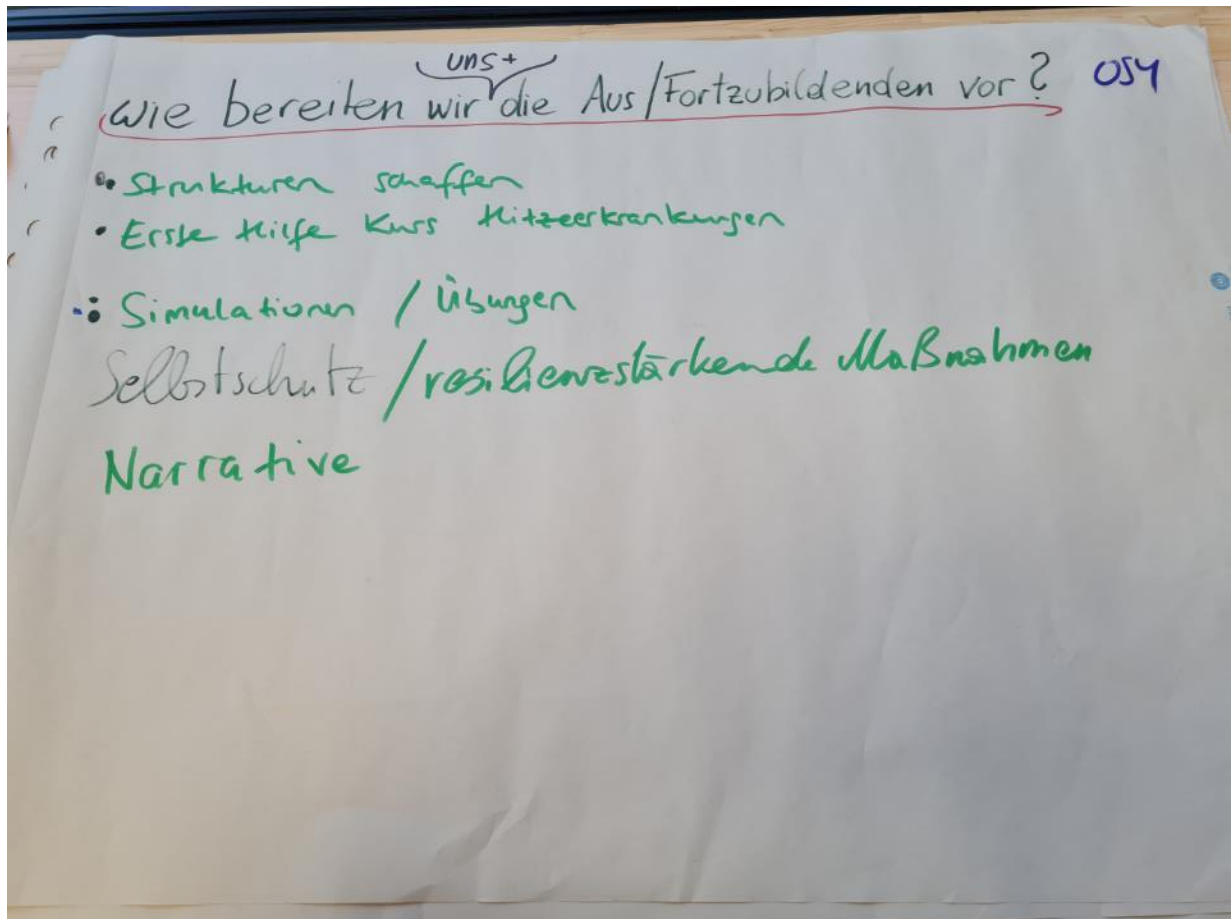 uns +
Wie bereiten wir die Aus/Fortzubildenden vor? OS4
• Strukturen schaffen
• Erste Hilfe Kurs Hitzeerkrankungen
• Simulationen / Übungen
Selbstschutz / resilienzstärkende Maßnahmen
Narrative